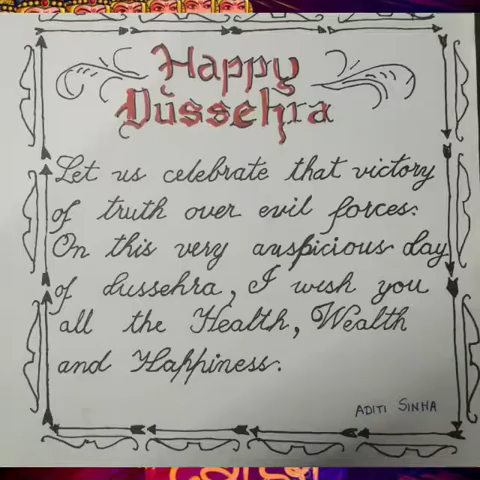 Happy
Dussehra
Let us celebrate that victory
of truth over evil forces.
On this very auspicious day
of dussehra, I wish you
all the Health, Wealth
and Happiness.
ADITI SINHA